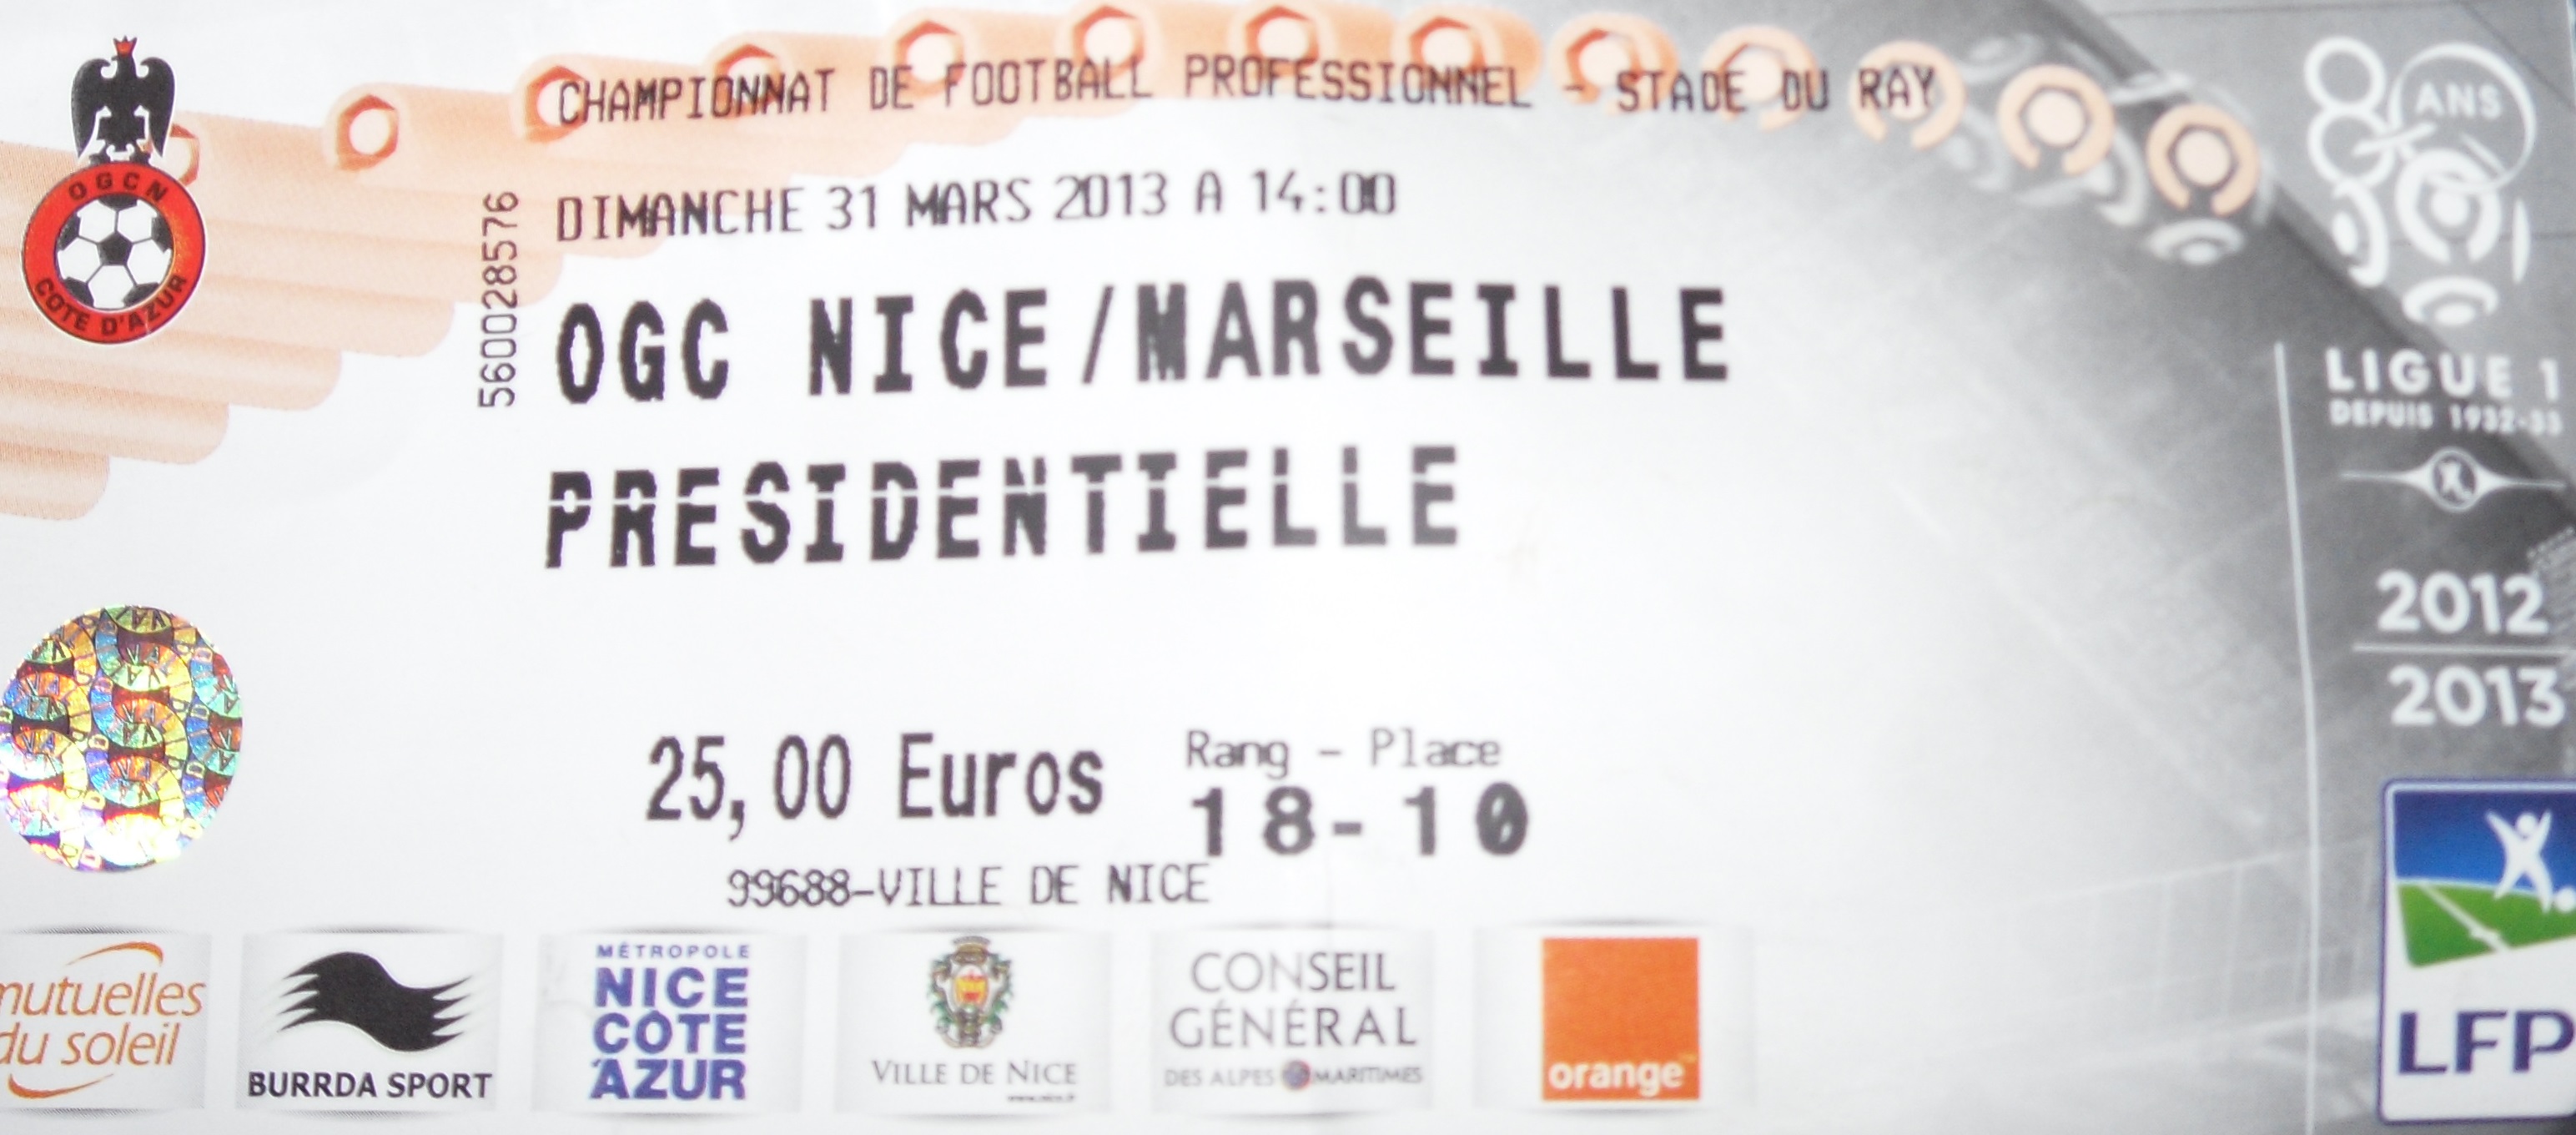 CHAMPIONNAT DE FOOTBALL PROFESSIONNEL - STADE DU RAY
DIMANCHE 31 MARS 2013 A 14:00
OGC NICE/MARSEILLE
PRESIDENTIELLE
5600285576
OGCN
COTE D'AZUR
25,00 Euros
Rang - Place
18-10
99688-VILLE DE NICE
80 ANS
LIGUE 1
DEPUIS 1932-33
2012
2013
LFP
mutuelles
du soleil
BURRDA SPORT
MÉTROPOLE
NICE
CÔTE
'AZUR
VILLE DE NICE
CONSEIL
GÉNÉRAL
DES ALPES MARITIMES
orange